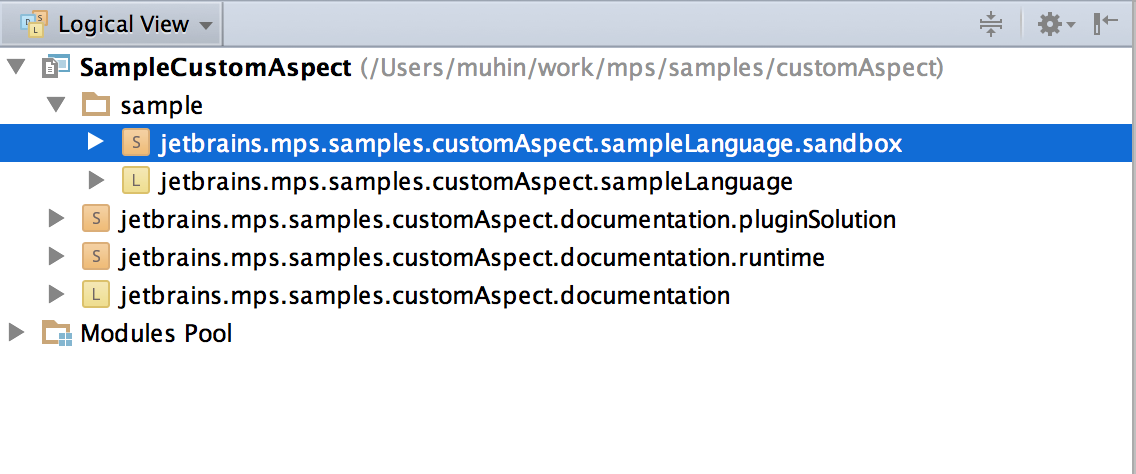 Logical View
SampleCustomAspect (/Users/muhin/work/mps/samples/customAspect)
sample
S jetbrains.mps.samples.customAspect.sampleLanguage.sandbox
L jetbrains.mps.samples.customAspect.sampleLanguage
S jetbrains.mps.samples.customAspect.documentation.pluginSolution
S jetbrains.mps.samples.customAspect.documentation.runtime
L jetbrains.mps.samples.customAspect.documentation
Modules Pool